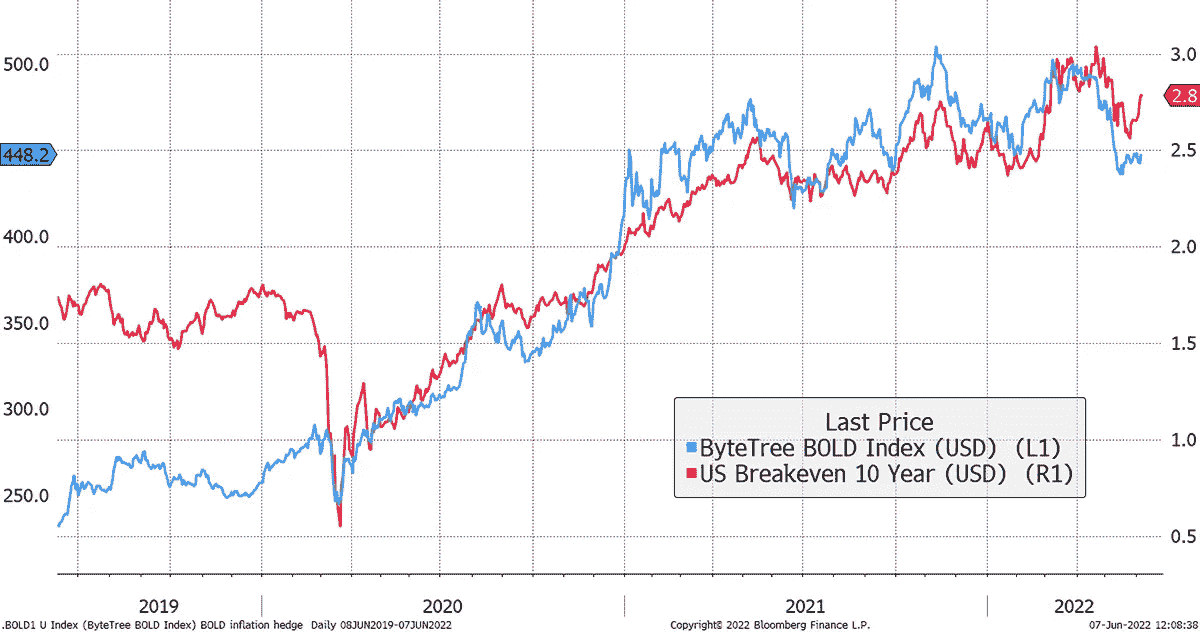 500.0
400.0
350.0
300.0
250.0
448.2
3.0
2.5
2.0
1.5
1.0
0.5
2.8
Last Price
ByteTree BOLD Index (USD) (L1)
US Breakeven 10 Year (USD) (R1)
2019
2020
2021
2022
.BOLD1 U Index (ByteTree BOLD Index) BOLD inflation hedge Daily 08JUN2019-07JUN2022
Copyright© 2022 Bloomberg Finance L.P.
07-Jun-2022 12:08:38